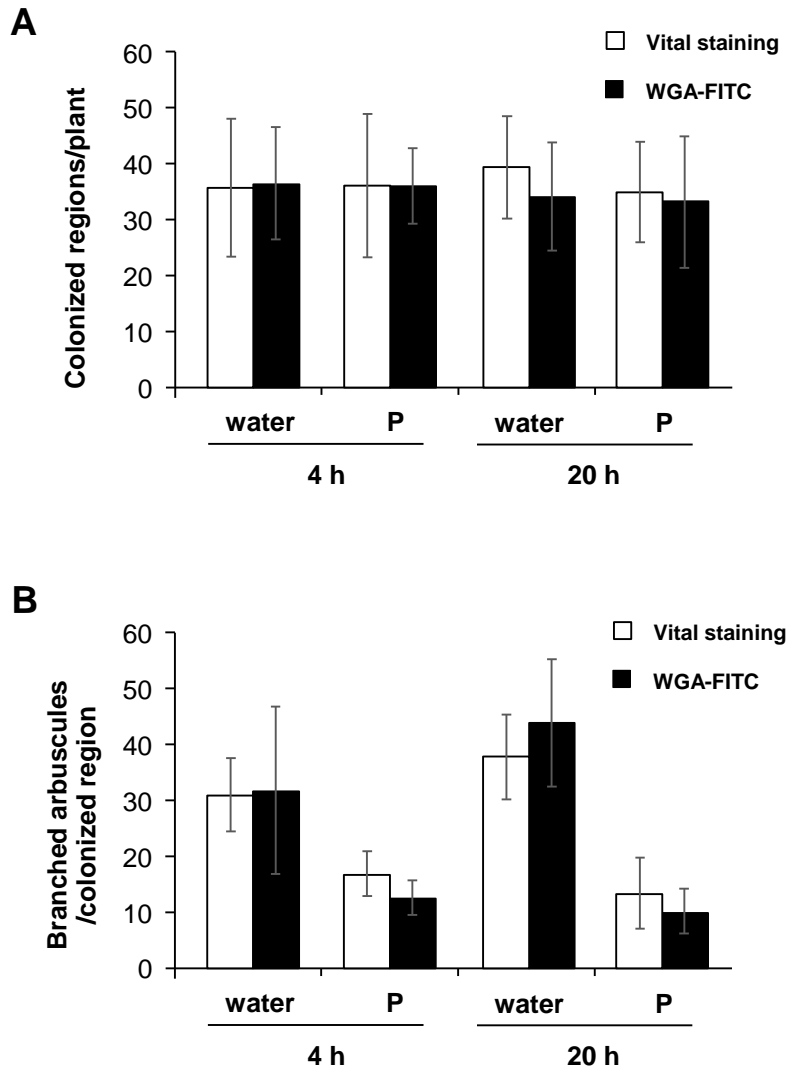 A
Colonized regions/plant
60
50
40
30
20
10
0
Vital staining
WGA-FITC
water P water P
4 h 20 h
B
Branched arbuscules
/colonized region
60
50
40
30
20
10
0
Vital staining
WGA-FITC
water P water P
4 h 20 h